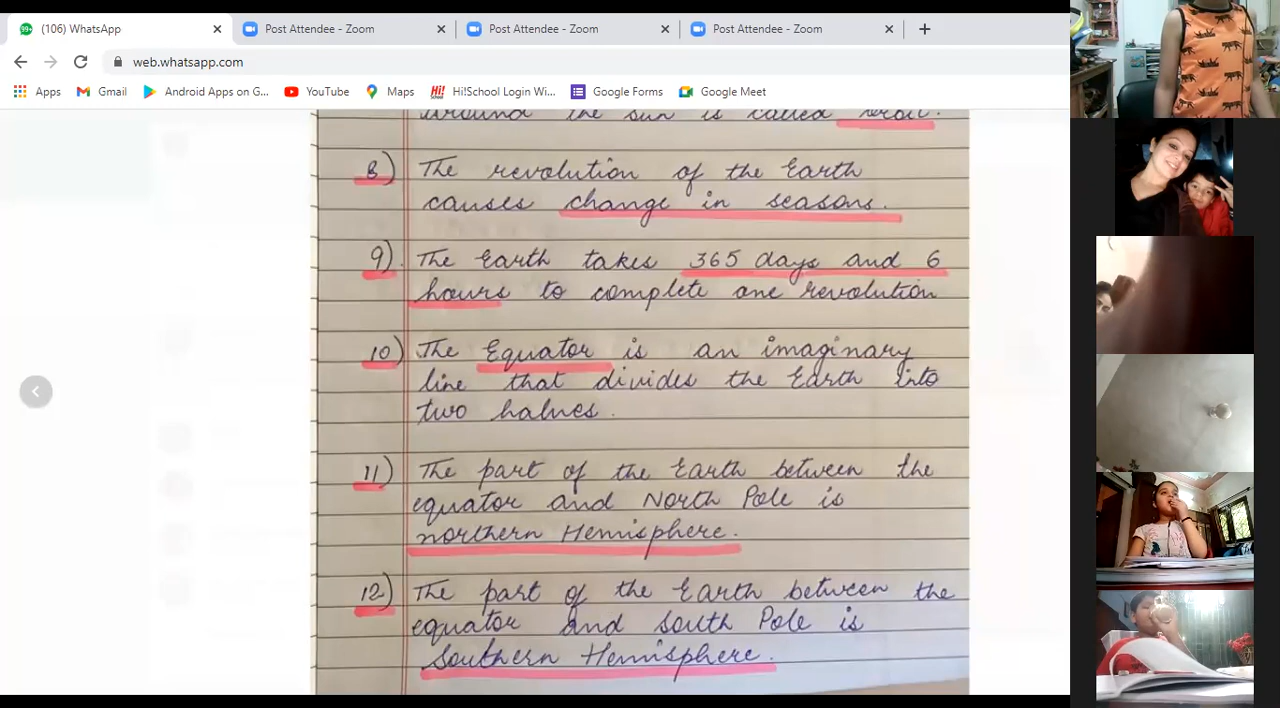 (106) WhatsApp
Post Attendee - Zoom
Post Attendee - Zoom
Post Attendee - Zoom
web.whatsapp.com
Apps
Gmail
Android Apps on G...
YouTube
Maps
Hi!School Login Wi...
Google Forms
Google Meet
around the sun is called
8) The revolution of the Earth
causes change in seasons.
9) The Earth takes 365 days and 6
hours to complete one revolution
10) The Equator is an imaginary
line that divides the Earth into
two halves.
11) The part of the Earth between the
equator and North Pole is
northern Hemisphere.
12) The part of the Earth between the
equator and south Pole is
Southern Hemisphere.